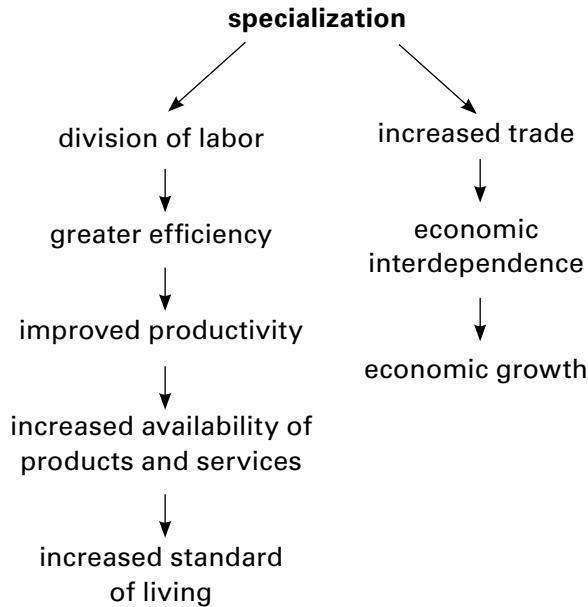 specialization
division of labor
greater efficiency
improved productivity
increased availability of
products and services
increased standard
of living
increased trade
economic
interdependence
economic growth